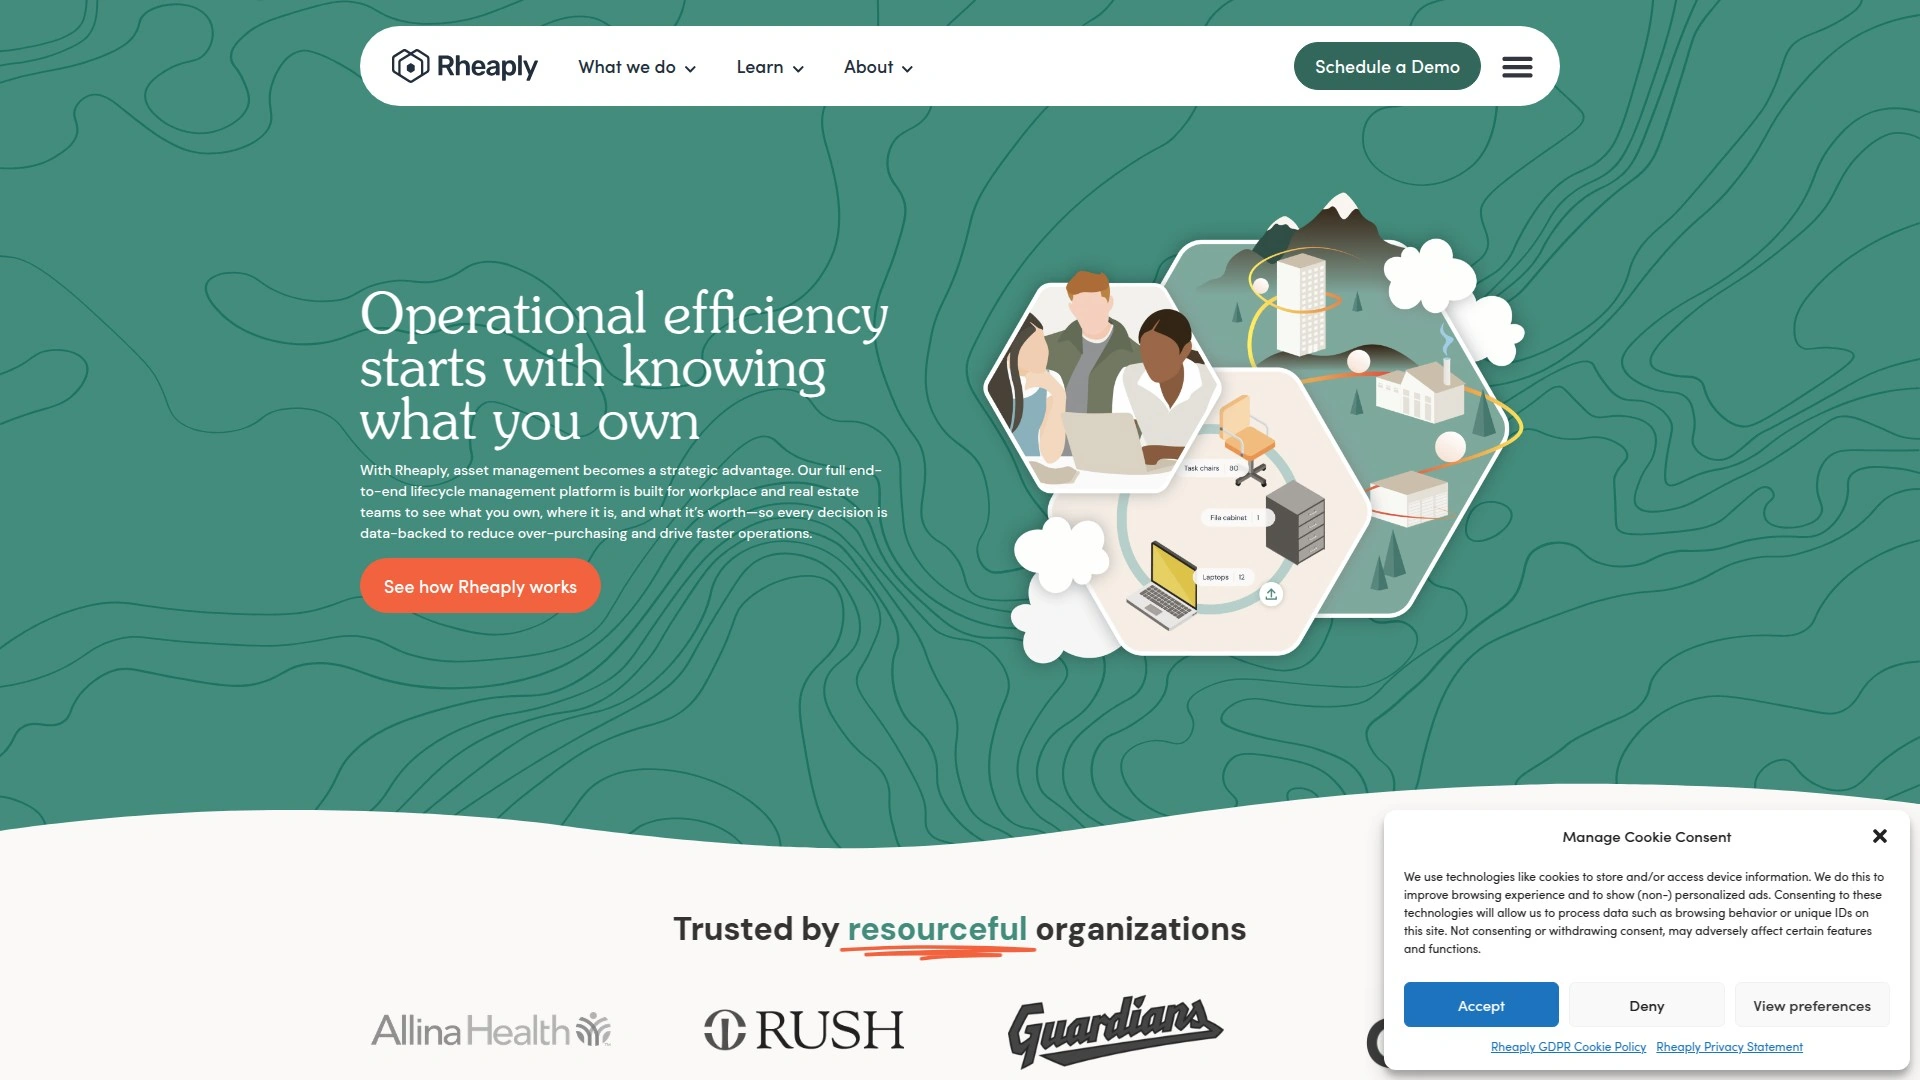 Rheaply
What we do
Learn
About
Schedule a Demo
Operational efficiency
starts with knowing
what you own
With Rheaply, asset management becomes a strategic advantage. Our full end-
to-end lifecycle management platform is built for workplace and real estate
teams to see what you own, where it is, and what it’s worth—so every decision is
data-backed to reduce over-purchasing and drive faster operations.
See how Rheaply works
Task chairs 80
File cabinet 1
Laptops 12
Trusted by resourceful organizations
Allina Health
RUSH
Guardians
Manage Cookie Consent
We use technologies like cookies to store and/or access device information. We do this to
improve browsing experience and to show (non-) personalized ads. Consenting to these
technologies will allow us to process data such as browsing behavior or unique IDs on
this site. Not consenting or withdrawing consent, may adversely affect certain features
and functions.
Accept
Deny
View preferences
Rheaply GDPR Cookie Policy
Rheaply Privacy Statement